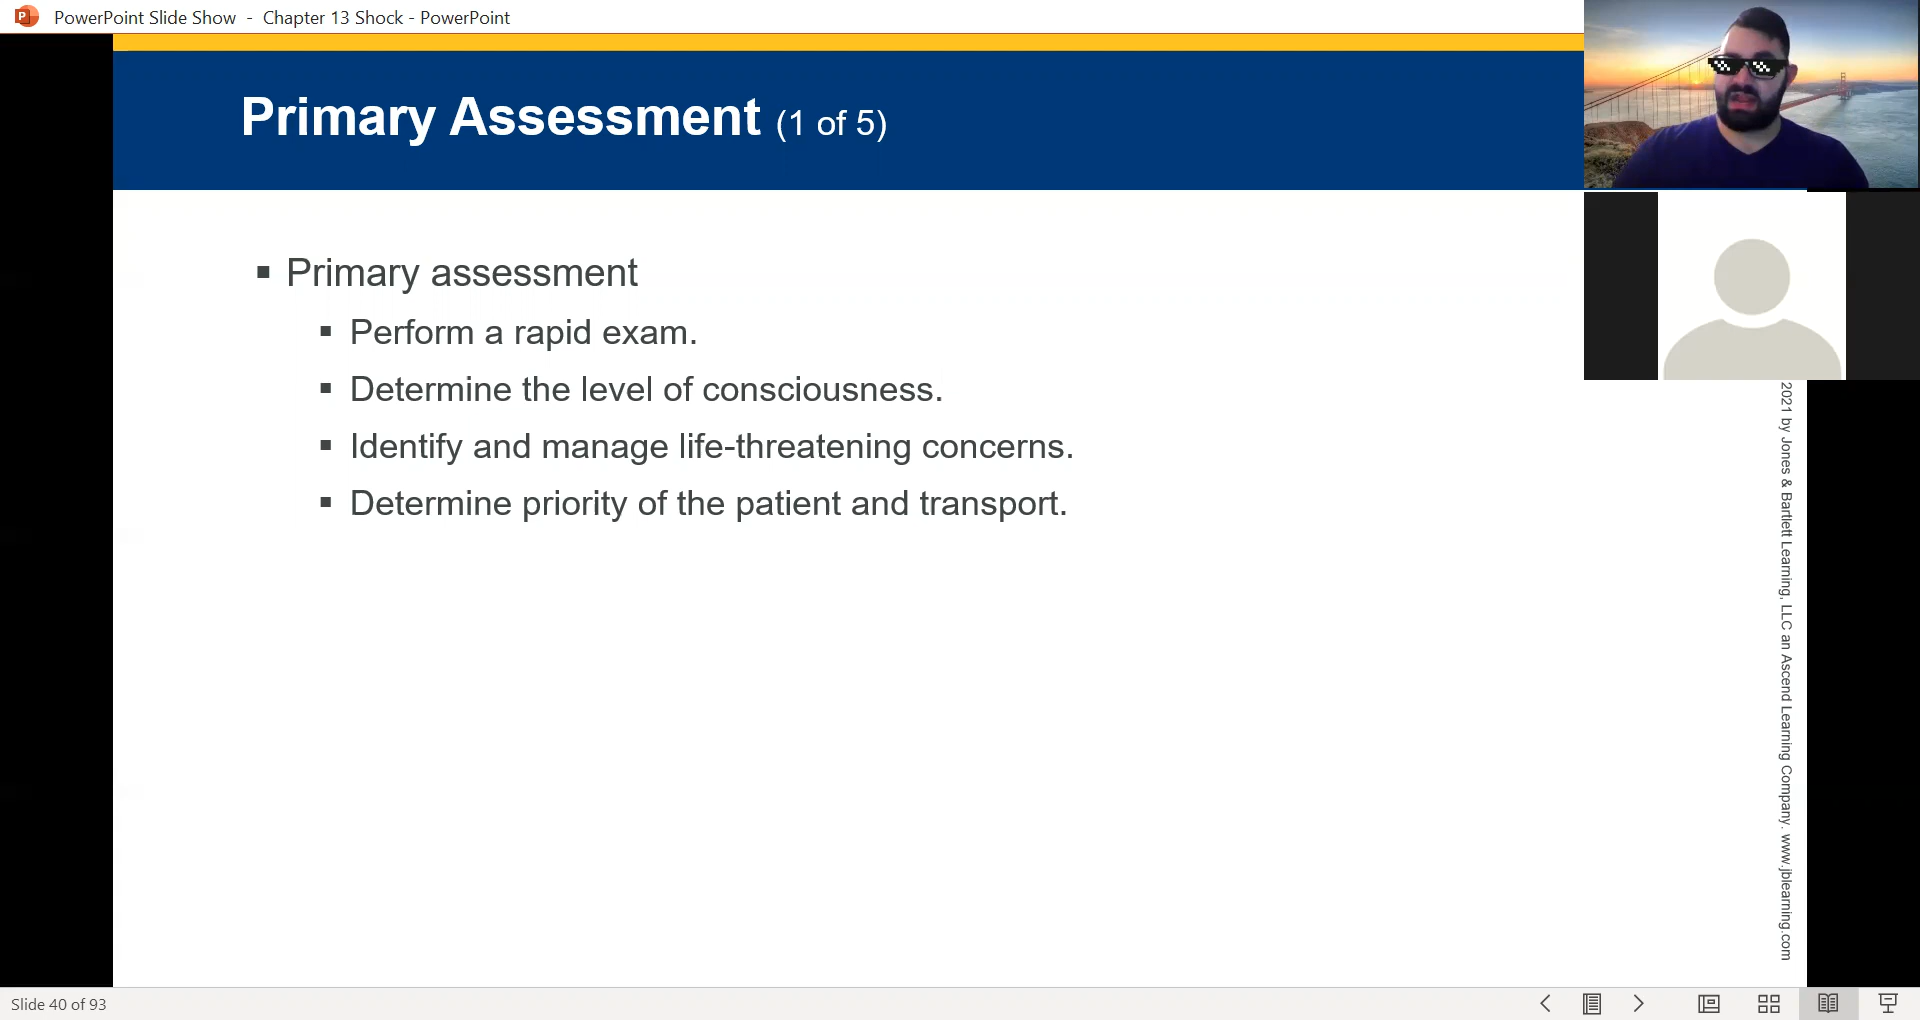 PowerPoint Slide Show - Chapter 13 Shock - PowerPoint
Primary Assessment (1 of 5)
▪ Primary assessment
▪ Perform a rapid exam.
▪ Determine the level of consciousness.
▪ Identify and manage life-threatening concerns.
▪ Determine priority of the patient and transport.
2021 by Jones & Bartlett Learning, LLC an Ascend Learning Company. www.jblearning.com
Slide 40 of 93